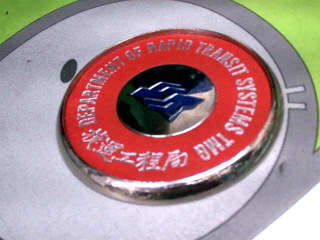 DEPARTMENT OF RAPID TRANSIT SYSTEMS TMG
捷運工程局